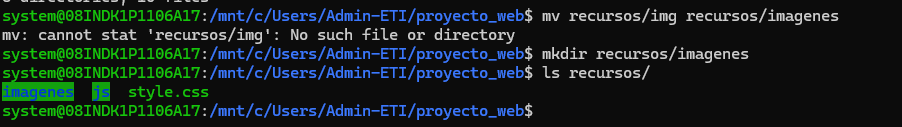 system@08INDK1P1106A17:/mnt/c/Users/Admin-ETI/proyecto_web$ mv recursos/img recursos/imagenes
mv: cannot stat 'recursos/img': No such file or directory
system@08INDK1P1106A17:/mnt/c/Users/Admin-ETI/proyecto_web$ mkdir recursos/imagenes
system@08INDK1P1106A17:/mnt/c/Users/Admin-ETI/proyecto_web$ ls recursos/
imagenes  js  style.css
system@08INDK1P1106A17:/mnt/c/Users/Admin-ETI/proyecto_web$